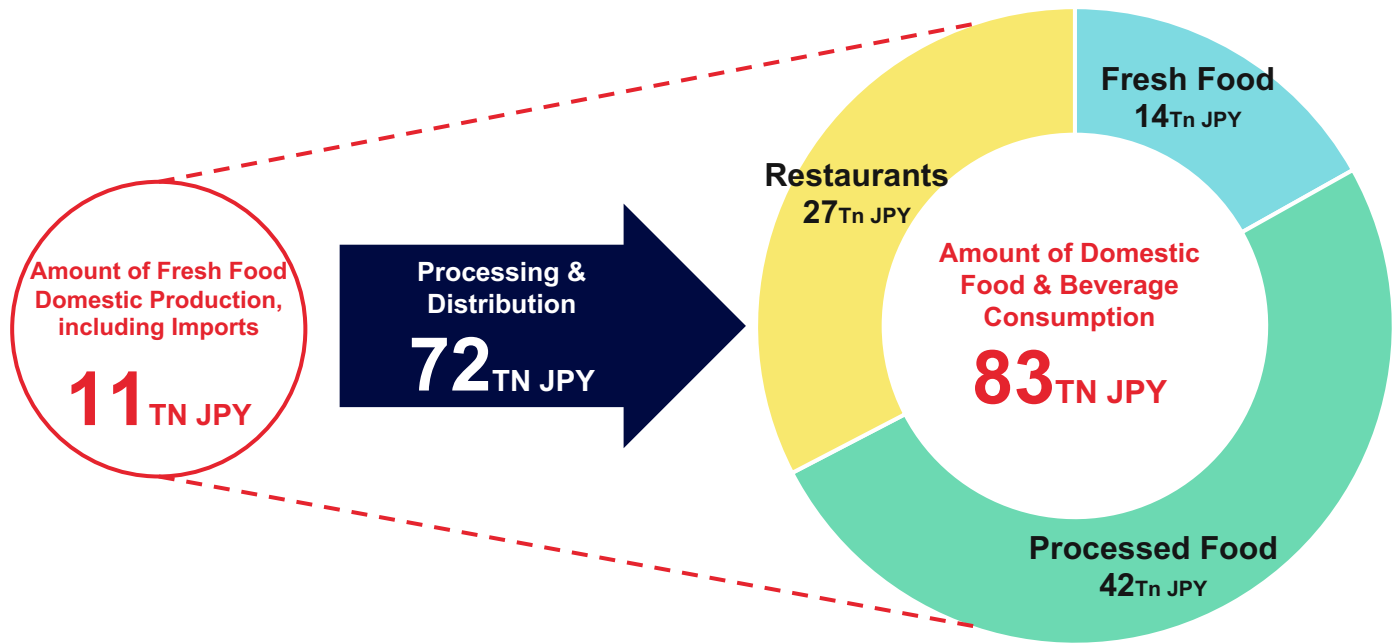 Amount of Fresh Food
Domestic Production,
including Imports
11TN JPY
Processing &
Distribution
72TN JPY
Restaurants
27Tn JPY
Fresh Food
14Tn JPY
Amount of Domestic
Food & Beverage
Consumption
83TN JPY
Processed Food
42Tn JPY